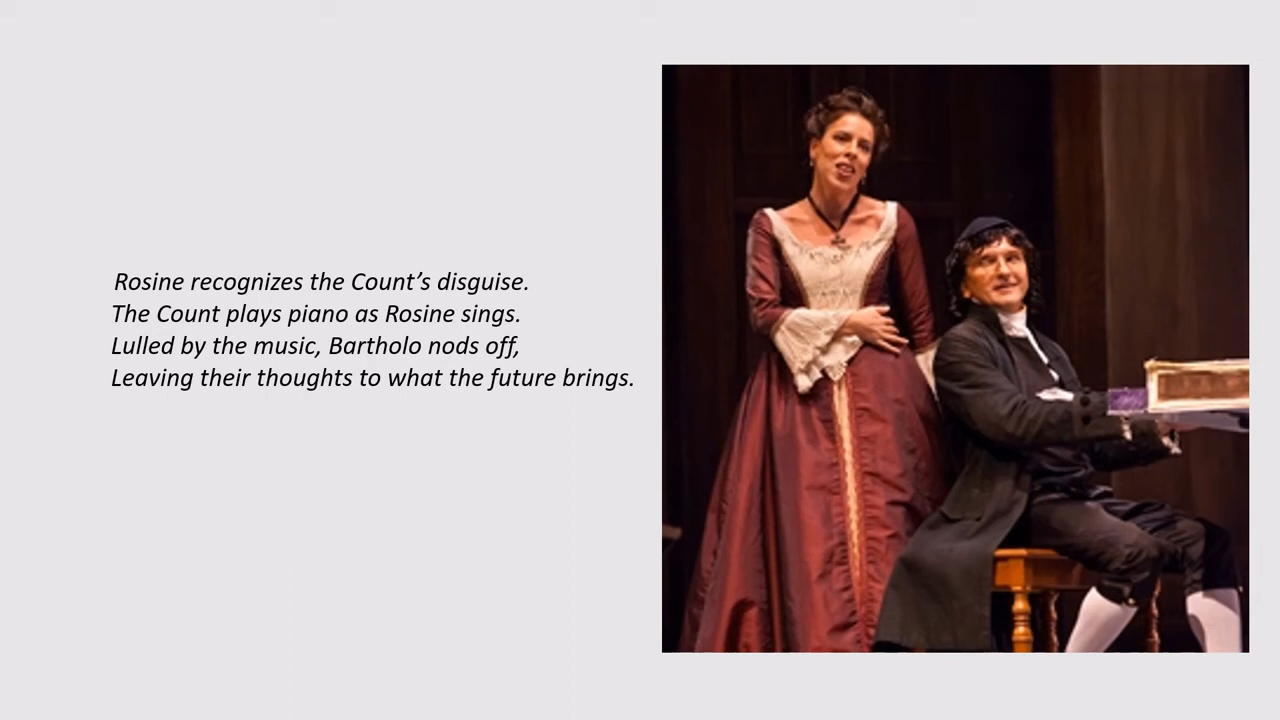 Rosine recognizes the Count’s disguise.
The Count plays piano as Rosine sings.
Lulled by the music, Bartholo nods off,
Leaving their thoughts to what the future brings.